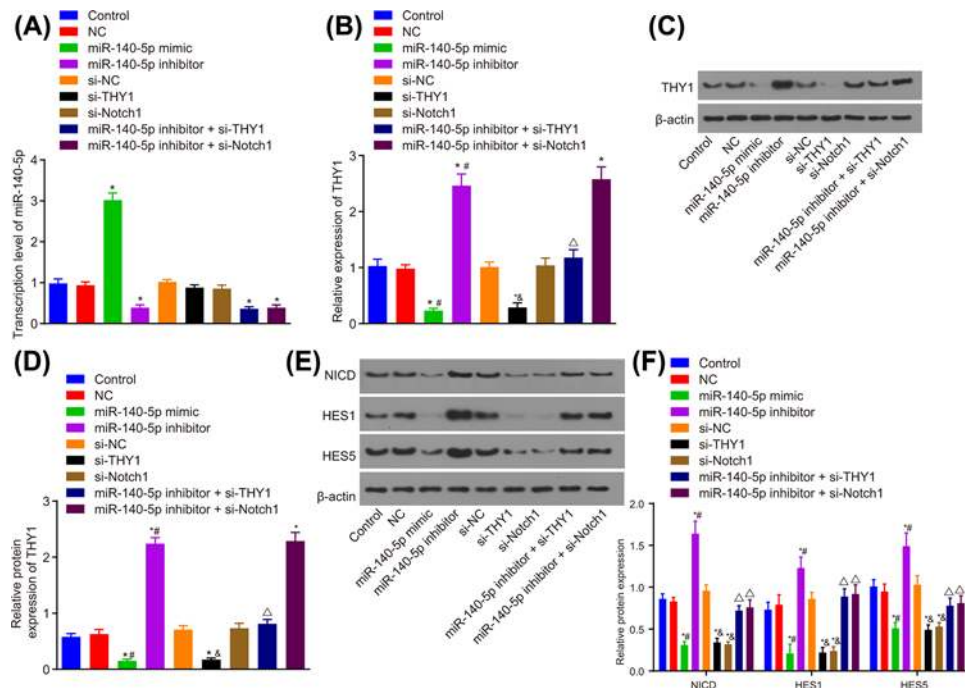 (A)
Control
NC
miR-140-5p mimic
miR-140-5p inhibitor
si-NC
si-THY1
si-Notch1
miR-140-5p inhibitor + si-THY1
miR-140-5p inhibitor + si-Notch1
Transcription level of miR-140-5p
4
3
2
1
0
*
*
*
*
(B)
Control
NC
miR-140-5p mimic
miR-140-5p inhibitor
si-NC
si-THY1
si-Notch1
miR-140-5p inhibitor + si-THY1
miR-140-5p inhibitor + si-Notch1
Relative expression of THY1
3
2
1
0
* #
* #
*&
△
*
(C)
THY1
β-actin
Control
NC
miR-140-5p mimic
miR-140-5p inhibitor
si-NC
si-THY1
si-Notch1
miR-140-5p inhibitor + si-THY1
miR-140-5p inhibitor + si-Notch1
(D)
Control
NC
miR-140-5p mimic
miR-140-5p inhibitor
si-NC
si-THY1
si-Notch1
miR-140-5p inhibitor + si-THY1
miR-140-5p inhibitor + si-Notch1
Relative protein
expression of THY1
3
2
1
0
*#
*#
* &
△
*
(E)
NICD
HES1
HES5
β-actin
Control
NC
miR-140-5p mimic
miR-140-5p inhibitor
si-NC
si-THY1
si-Notch1
miR-140-5p inhibitor + si-THY1
miR-140-5p inhibitor + si-Notch1
(F)
Control
NC
miR-140-5p mimic
miR-140-5p inhibitor
si-NC
si-THY1
si-Notch1
miR-140-5p inhibitor + si-THY1
miR-140-5p inhibitor + si-Notch1
Relative protein expression
2.0
1.5
1.0
0.5
0.0
*#
*#
*&
*&
△ △
*#
*#
*&
*&
△ △
*#
*#
*&
*&
△ △
NICD
HES1
HES5